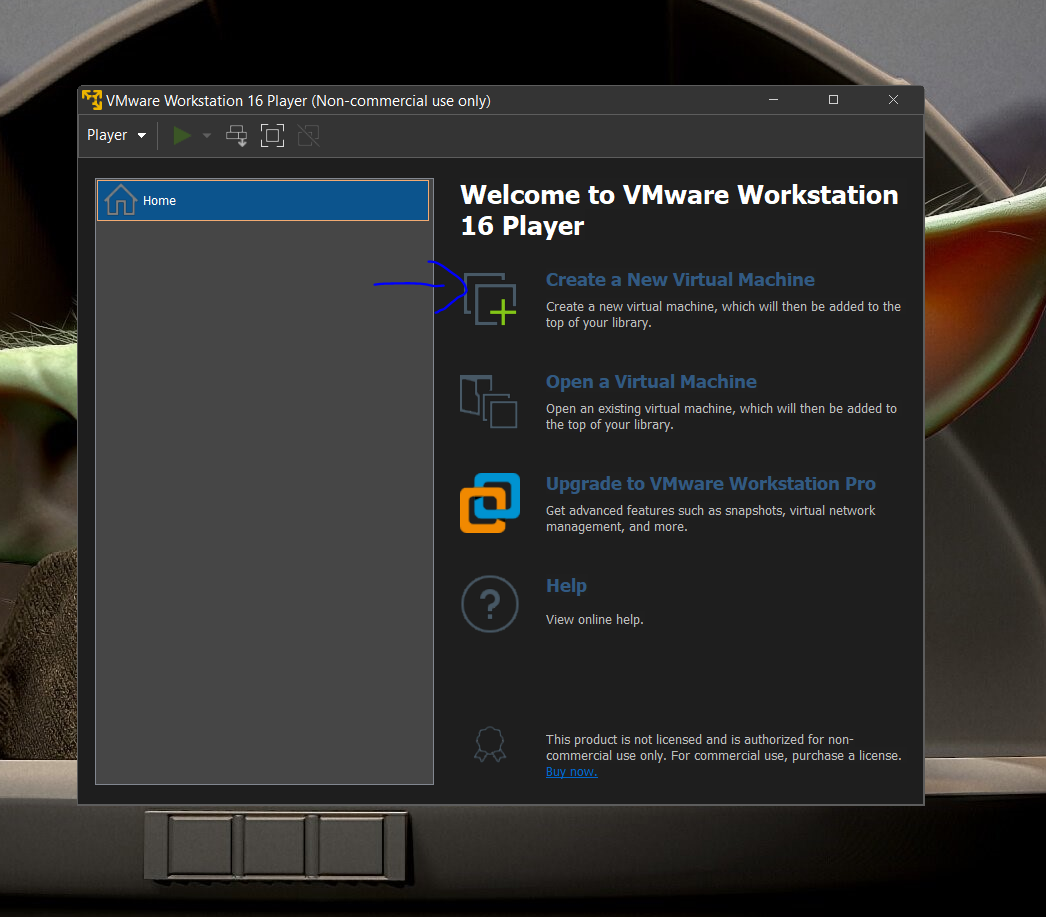 VMware Workstation 16 Player (Non-commercial use only)
Player
Home
Welcome to VMware Workstation
16 Player
Create a New Virtual Machine
Create a new virtual machine, which will then be added to the
top of your library.
Open a Virtual Machine
Open an existing virtual machine, which will then be added to
the top of your library.
Upgrade to VMware Workstation Pro
Get advanced features such as snapshots, virtual network
management, and more.
?
Help
View online help.
This product is not licensed and is authorized for non-
commercial use only. For commercial use, purchase a license.
Buy now.